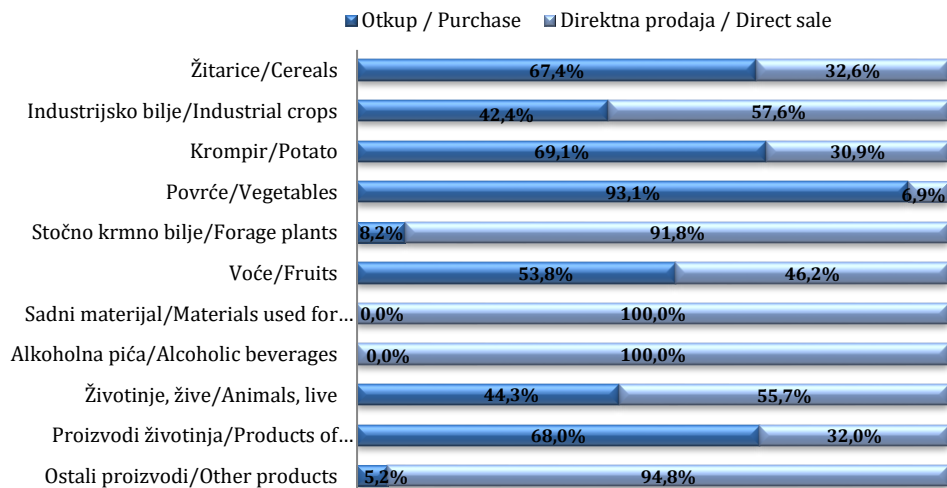 Otkup / Purchase Direktna prodaja / Direct sale
Žitarice/Cereals 67,4% 32,6%
Industrijsko bilje/Industrial crops 42,4% 57,6%
Krompir/Potato 69,1% 30,9%
Povrće/Vegetables 93,1% 6,9%
Stočno krmno bilje/Forage plants 8,2% 91,8%
Voće/Fruits 53,8% 46,2%
Sadni materijal/Materials used for... 0,0% 100,0%
Alkoholna pića/Alcoholic beverages 0,0% 100,0%
Životinje, žive/Animals, live 44,3% 55,7%
Proizvodi životinja/Products of... 68,0% 32,0%
Ostali proizvodi/Other products 5,2% 94,8%